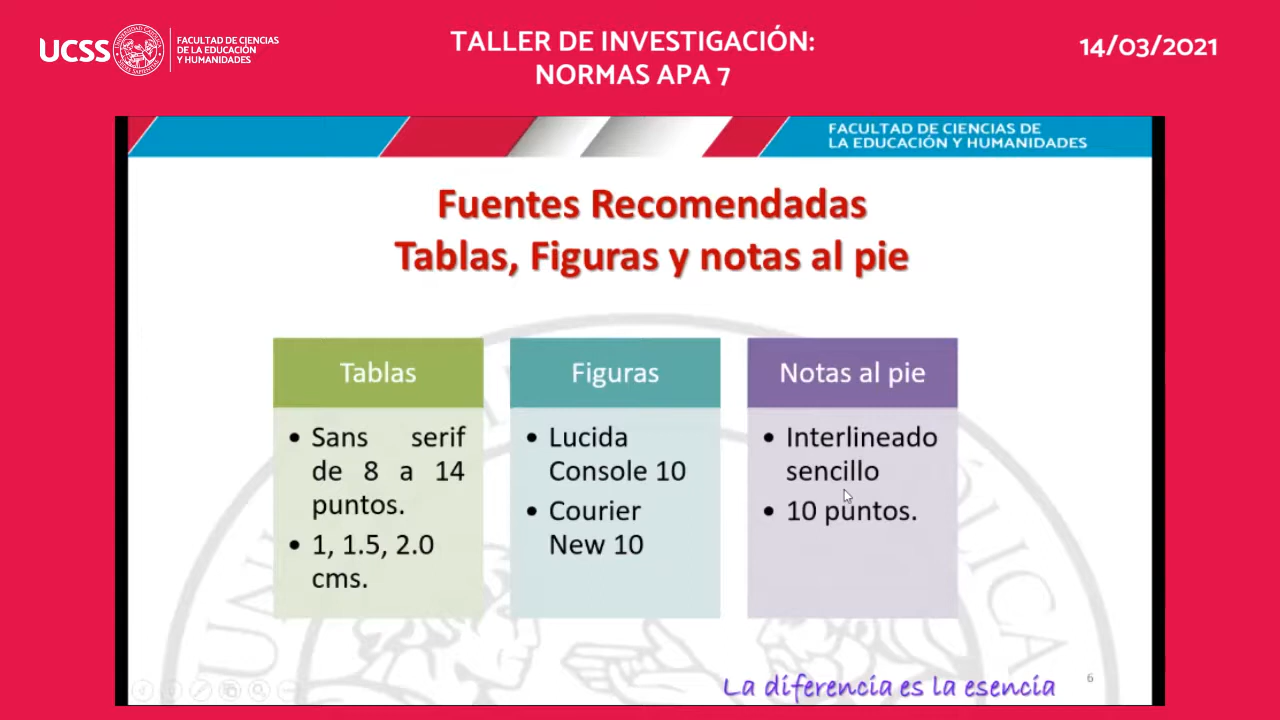 UCSS
FACULTAD DE CIENCIAS
DE LA EDUCACIÓN
Y HUMANIDADES
TALLER DE INVESTIGACIÓN:
NORMAS APA 7
14/03/2021
FACULTAD DE CIENCIAS DE
LA EDUCACIÓN Y HUMANIDADES
Fuentes Recomendadas
Tablas, Figuras y notas al pie
Tablas
• Sans serif
de 8 a 14
puntos.
• 1, 1.5, 2.0
cms.
Figuras
• Lucida
Console 10
• Courier
New 10
Notas al pie
• Interlineado
sencillo
• 10 puntos.
La diferencia es la esencia
6